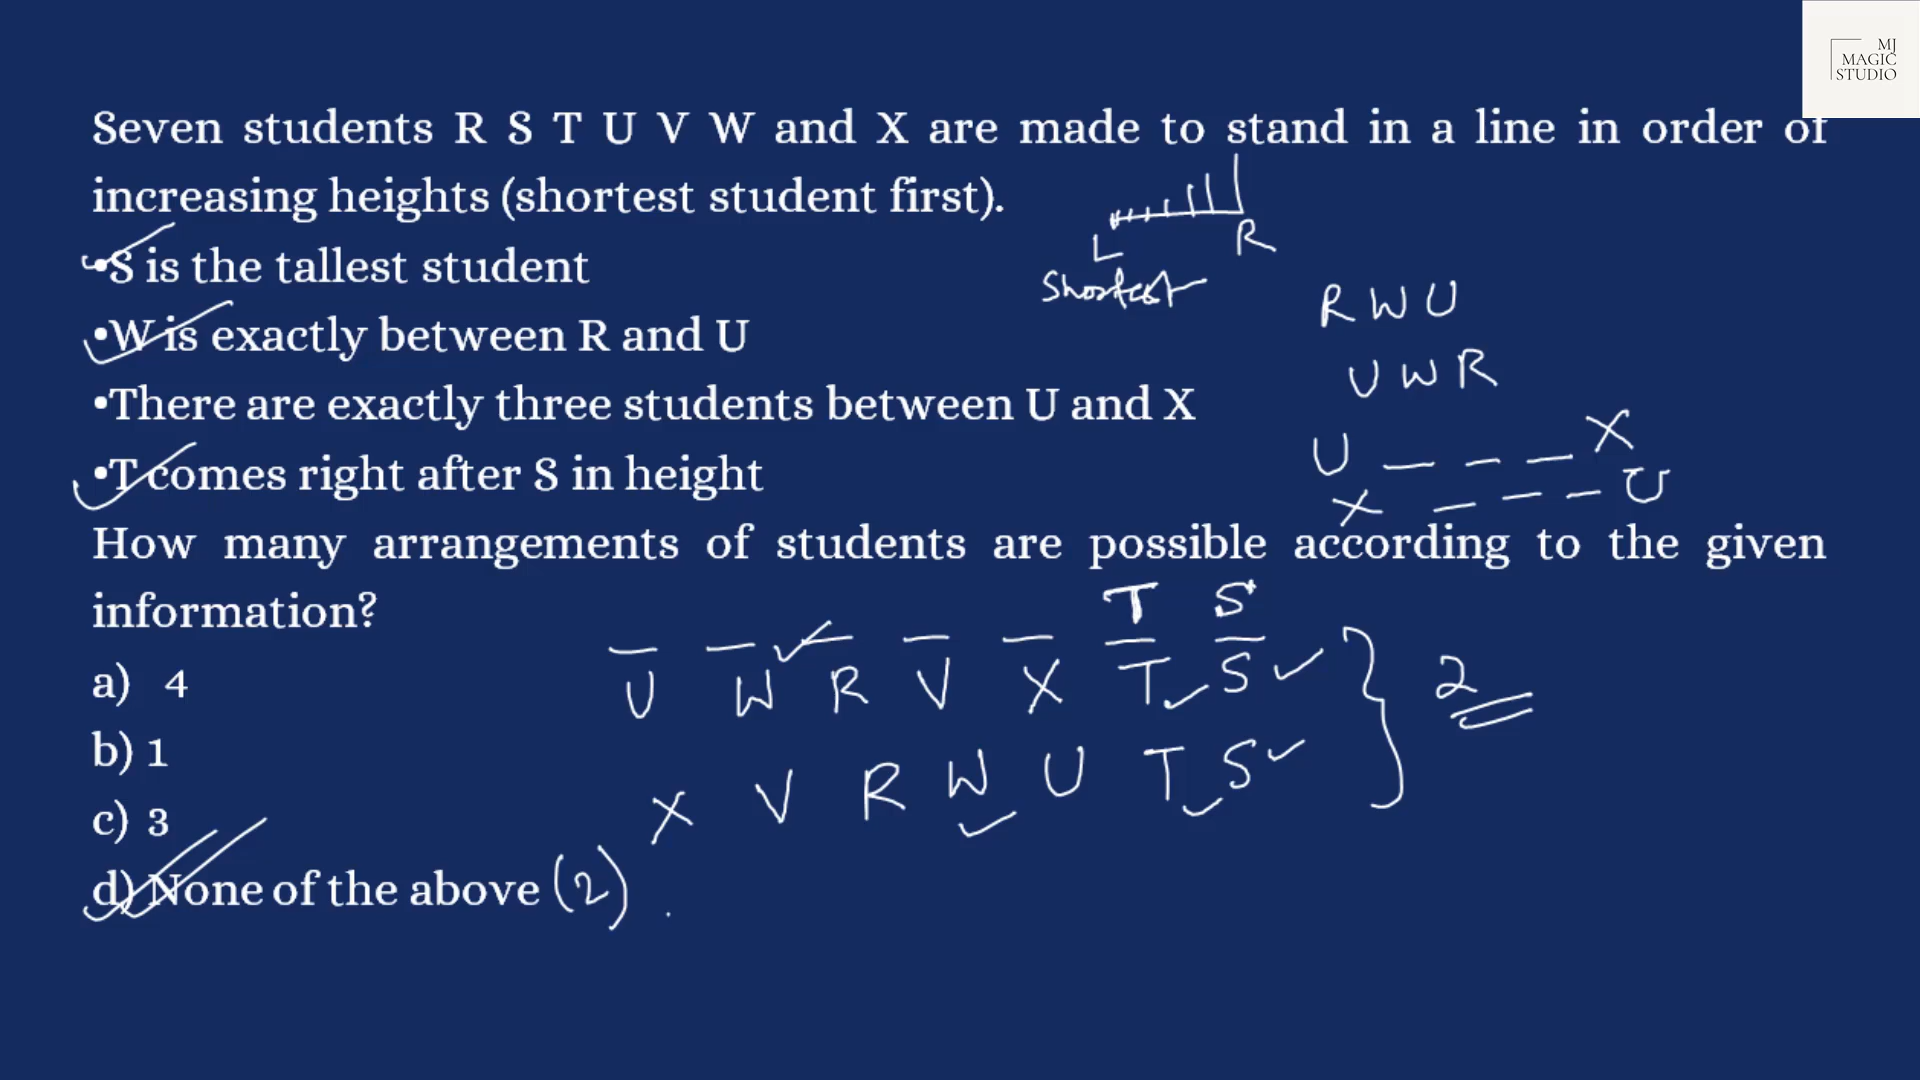 MJ
MAGIC
STUDIO
Seven students R S T U V W and X are made to stand in a line in order of
increasing heights (shortest student first).
L R
Shortest
•S is the tallest student
R W U
•W is exactly between R and U
U W R
•There are exactly three students between U and X
U _ _ _ X
•T comes right after S in height
X _ _ _ U
How many arrangements of students are possible according to the given
information?
T S
a) 4
U W R V X T S
2
b) 1
X V R W U T S
c) 3
d) None of the above (2)